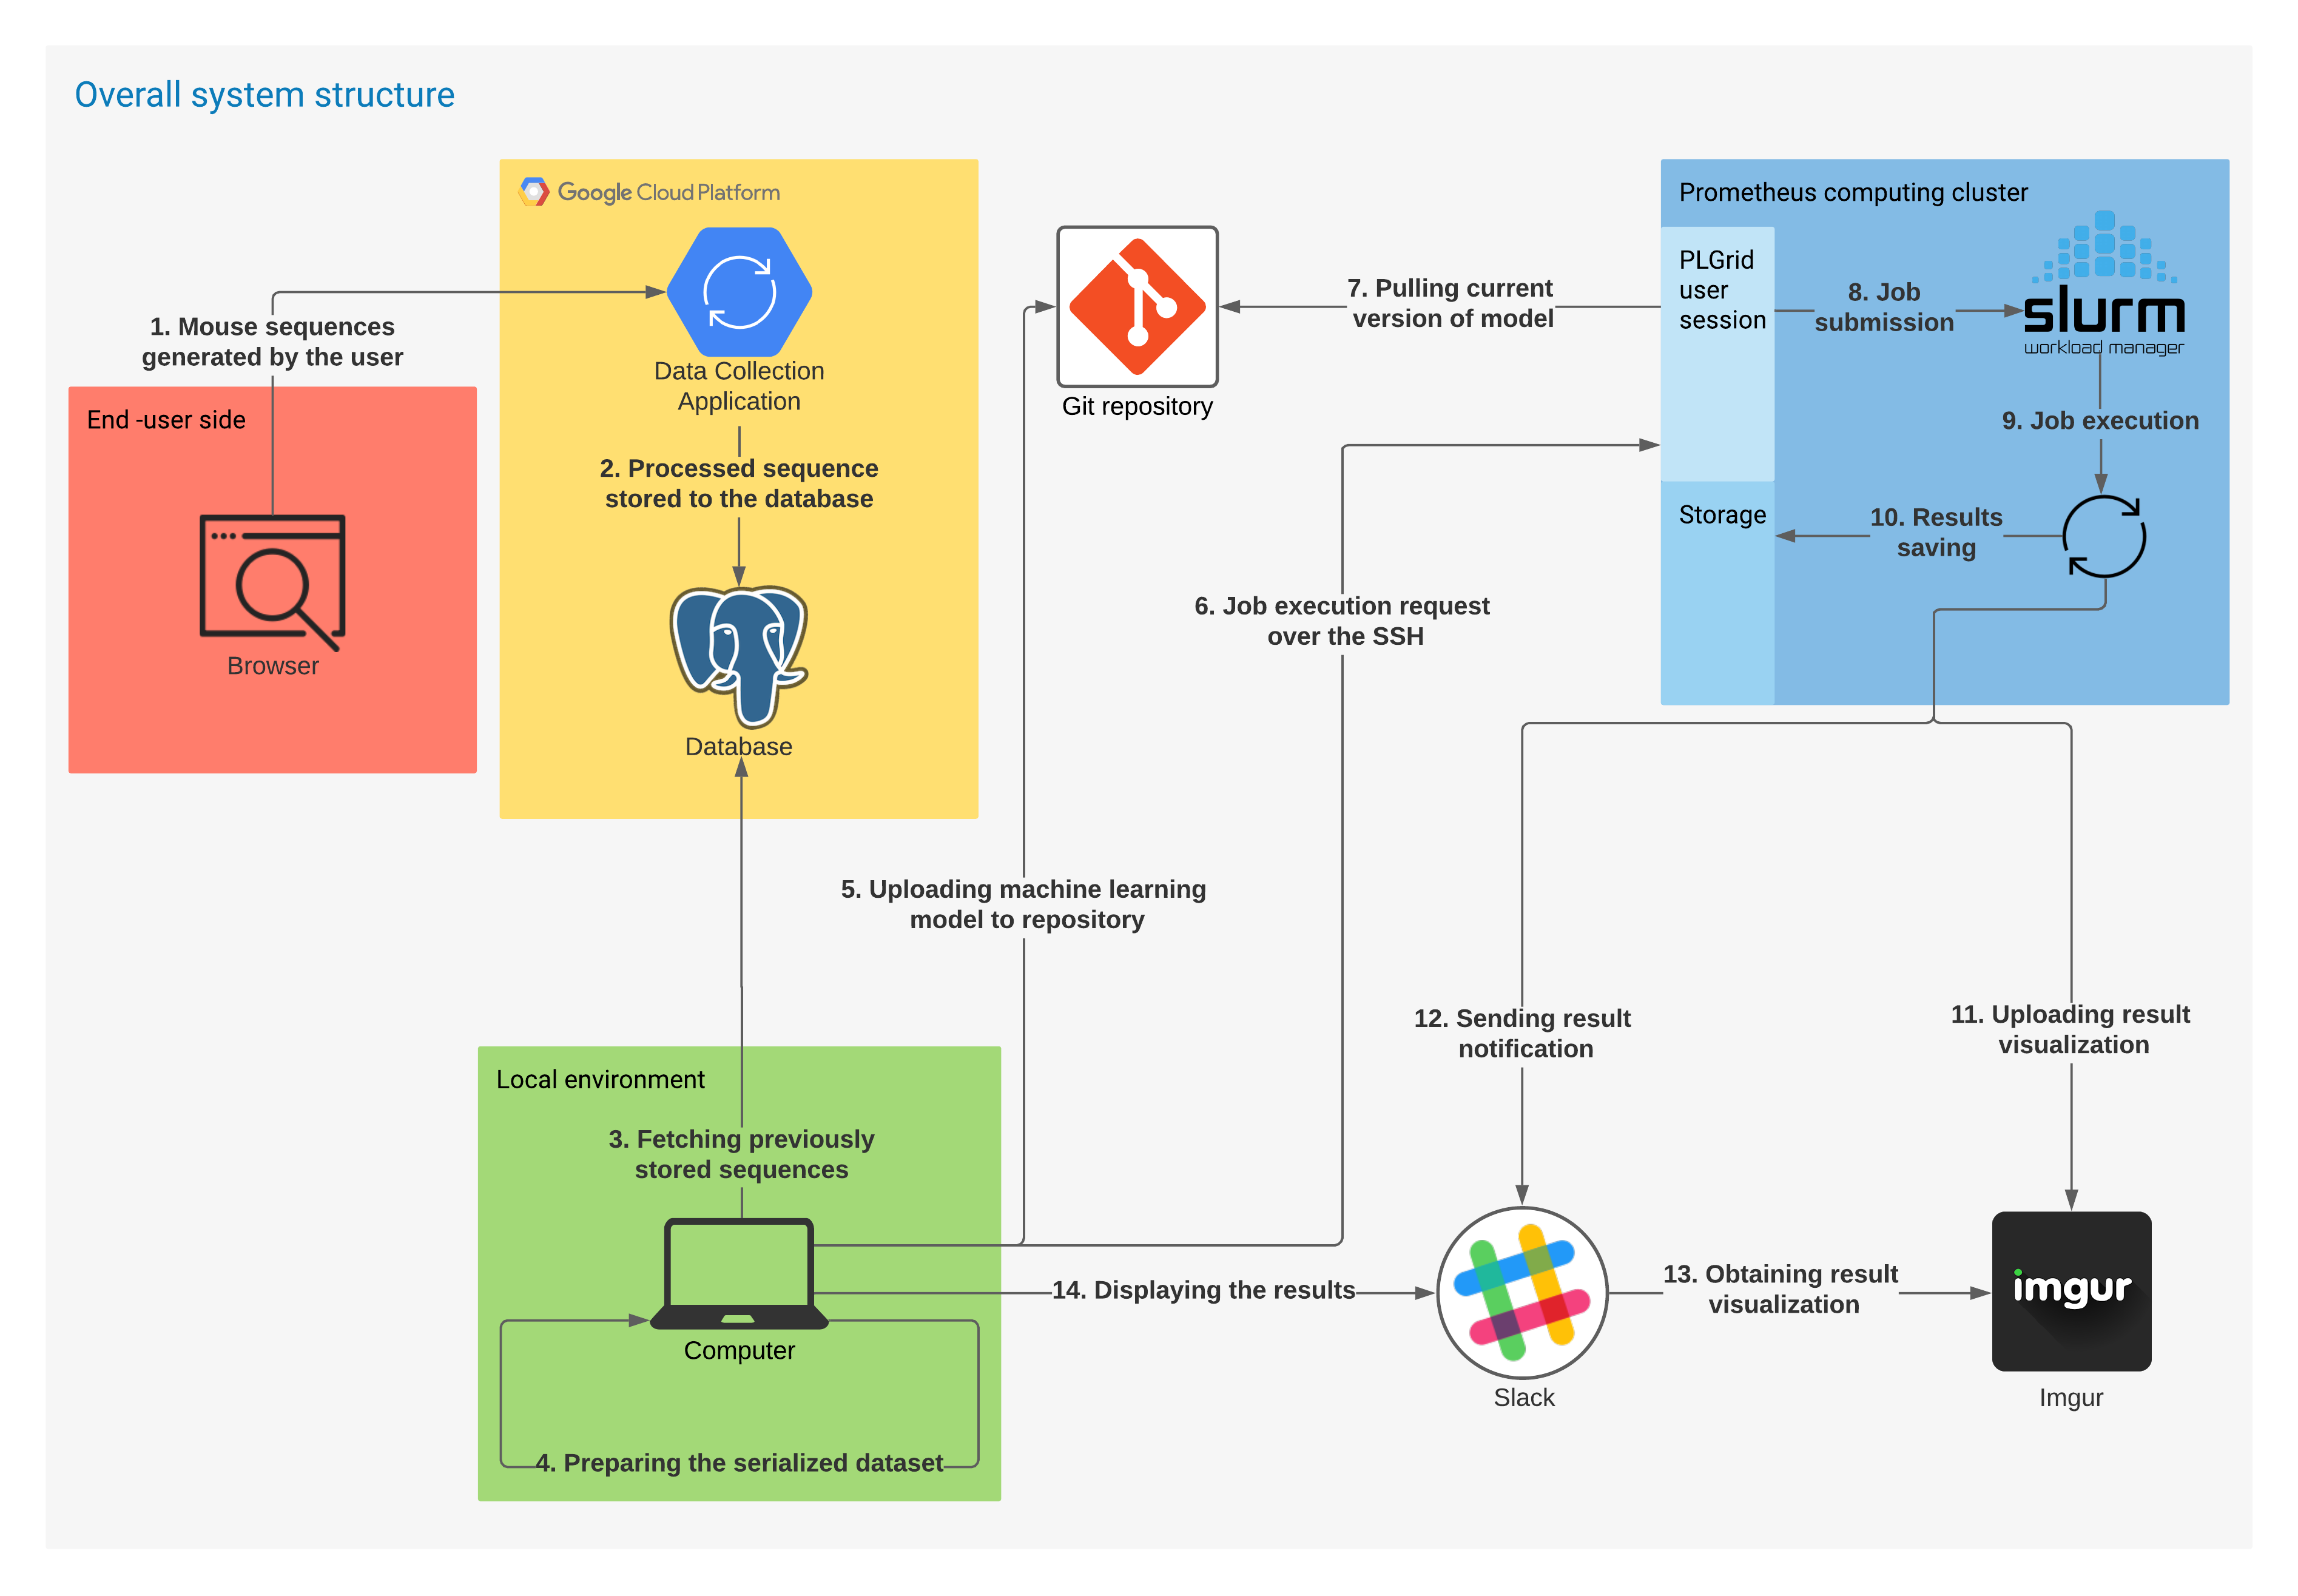 Overall system structure
Google Cloud Platform
Prometheus computing cluster
PLGrid
user
session
7. Pulling current
version of model
8. Job
submission
slurm
workload manager
1. Mouse sequences
generated by the user
Data Collection
Application
Git repository
End -user side
9. Job execution
2. Processed sequence
stored to the database
Storage
10. Results
saving
6. Job execution request
over the SSH
Browser
Database
5. Uploading machine learning
model to repository
12. Sending result
notification
11. Uploading result
visualization
Local environment
3. Fetching previously
stored sequences
14. Displaying the results
13. Obtaining result
visualization
imgur
Computer
Slack
Imgur
4. Preparing the serialized dataset